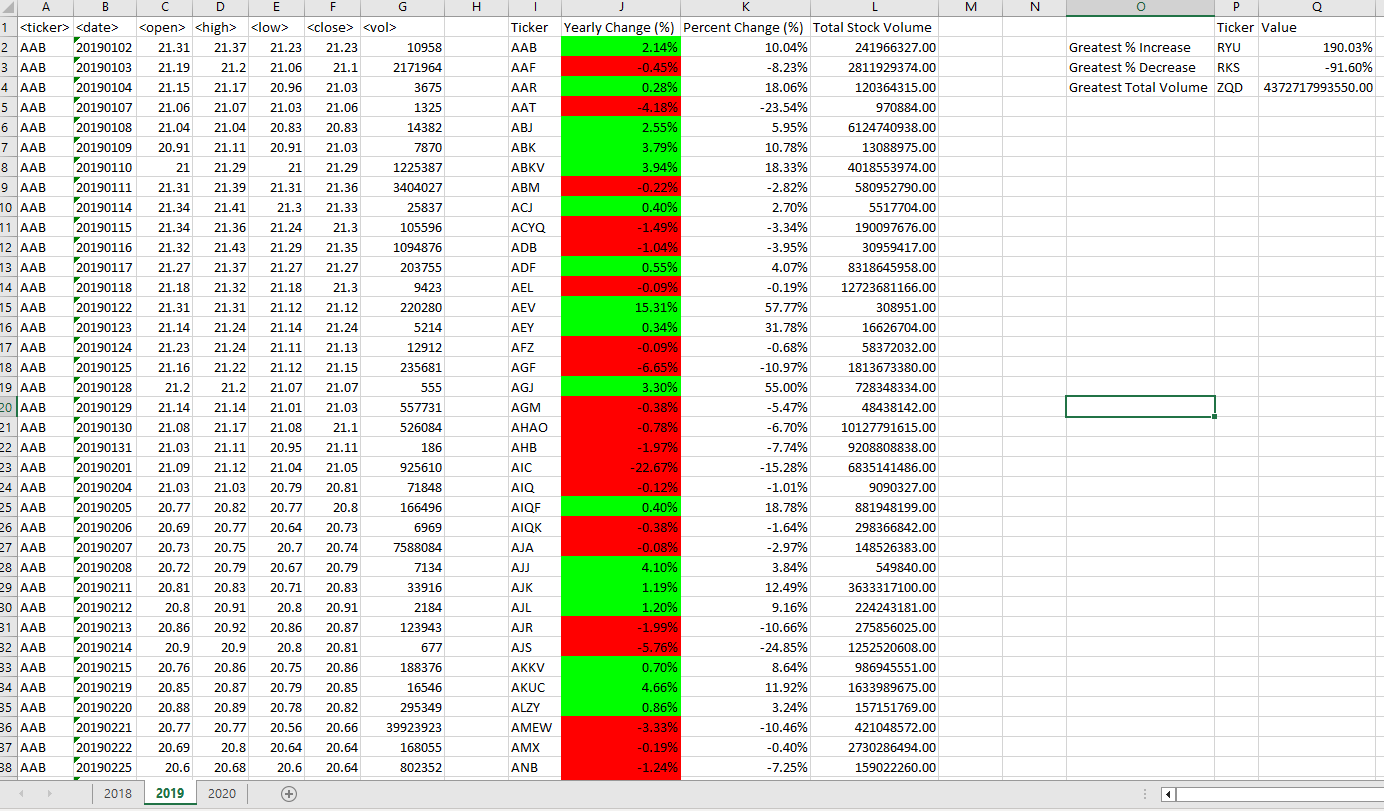 A B C D E F G H I J K L M N O P Q
1 <ticker> <date> <open> <high> <low> <close> <vol> Ticker Yearly Change (%) Percent Change (%) Total Stock Volume Ticker Value
2 AAB 20190102 21.31 21.37 21.23 21.23 10958 AAB 2.14% 10.04% 241966327.00 Greatest % Increase RYU 190.03%
3 AAB 20190103 21.19 21.2 21.06 21.1 2171964 AAF -0.45% -8.23% 2811929374.00 Greatest % Decrease RKS -91.60%
4 AAB 20190104 21.15 21.17 20.96 21.03 3675 AAR 0.28% 18.06% 120364315.00 Greatest Total Volume ZQD 4372717993550.00
5 AAB 20190107 21.06 21.07 21.03 21.06 1325 AAT -4.18% -23.54% 970884.00
6 AAB 20190108 21.04 21.04 20.83 20.83 14382 ABJ 2.55% 5.95% 6124740938.00
7 AAB 20190109 20.91 21.11 20.91 21.03 7870 ABK 3.79% 10.78% 13088975.00
8 AAB 20190110 21 21.29 21 21.29 1225387 ABKV 3.94% 18.33% 4018553974.00
9 AAB 20190111 21.31 21.39 21.31 21.36 3404027 ABM -0.22% -2.82% 580952790.00
10 AAB 20190114 21.34 21.41 21.3 21.33 25837 ACJ 0.40% 2.70% 5517704.00
11 AAB 20190115 21.34 21.36 21.24 21.3 105596 ACYQ -1.49% -3.34% 190097676.00
12 AAB 20190116 21.32 21.43 21.29 21.35 1094876 ADB -1.04% -3.95% 30959417.00
13 AAB 20190117 21.27 21.37 21.27 21.27 203755 ADF 0.55% 4.07% 8318645958.00
14 AAB 20190118 21.18 21.32 21.18 21.3 9423 AEL -0.09% -0.19% 12723681166.00
15 AAB 20190122 21.31 21.31 21.12 21.12 220280 AEV 15.31% 57.77% 308951.00
16 AAB 20190123 21.14 21.24 21.14 21.24 5214 AEY 0.34% 31.78% 16626704.00
17 AAB 20190124 21.23 21.24 21.11 21.13 12912 AFZ -0.09% -0.68% 58372032.00
18 AAB 20190125 21.16 21.22 21.12 21.15 235681 AGF -6.65% -10.97% 1813673380.00
19 AAB 20190128 21.2 21.2 21.07 21.07 555 AGJ 3.30% 55.00% 728348334.00
20 AAB 20190129 21.14 21.14 21.01 21.03 557731 AGM -0.38% -5.47% 48438142.00
21 AAB 20190130 21.08 21.17 21.08 21.1 526084 AHAO -0.78% -6.70% 10127791615.00
22 AAB 20190131 21.03 21.11 20.95 21.11 186 AHB -1.97% -7.74% 9208808838.00
23 AAB 20190201 21.09 21.12 21.04 21.05 925610 AIC -22.67% -15.28% 6835141486.00
24 AAB 20190204 21.03 21.03 20.79 20.81 71848 AIQ -0.12% -1.01% 9090327.00
25 AAB 20190205 20.77 20.82 20.77 20.8 166496 AIQF 0.40% 18.78% 881948199.00
26 AAB 20190206 20.69 20.77 20.64 20.73 6969 AIQK -0.38% -1.64% 298366842.00
27 AAB 20190207 20.73 20.75 20.7 20.74 7588084 AJA -0.08% -2.97% 148526383.00
28 AAB 20190208 20.72 20.79 20.67 20.79 7134 AJJ 4.10% 3.84% 549840.00
29 AAB 20190211 20.81 20.83 20.71 20.83 33916 AJK 1.19% 12.49% 3633317100.00
30 AAB 20190212 20.8 20.91 20.8 20.91 2184 AJL 1.20% 9.16% 224243181.00
31 AAB 20190213 20.86 20.92 20.86 20.87 123943 AJR -1.99% -10.66% 275856025.00
32 AAB 20190214 20.9 20.9 20.8 20.81 677 AJS -5.76% -24.85% 1252520608.00
33 AAB 20190215 20.76 20.86 20.75 20.86 188376 AKKV 0.70% 8.64% 986945551.00
34 AAB 20190219 20.85 20.87 20.79 20.85 16546 AKUC 4.66% 11.92% 1633989675.00
35 AAB 20190220 20.88 20.89 20.78 20.82 295349 ALZY 0.86% 3.24% 157151769.00
36 AAB 20190221 20.77 20.77 20.56 20.66 39923923 AMEW -3.33% -10.46% 421048572.00
37 AAB 20190222 20.69 20.8 20.64 20.64 168055 AMX -0.19% -0.40% 2730286494.00
38 AAB 20190225 20.6 20.68 20.6 20.64 802352 ANB -1.24% -7.25% 159022260.00
2018 2019 2020